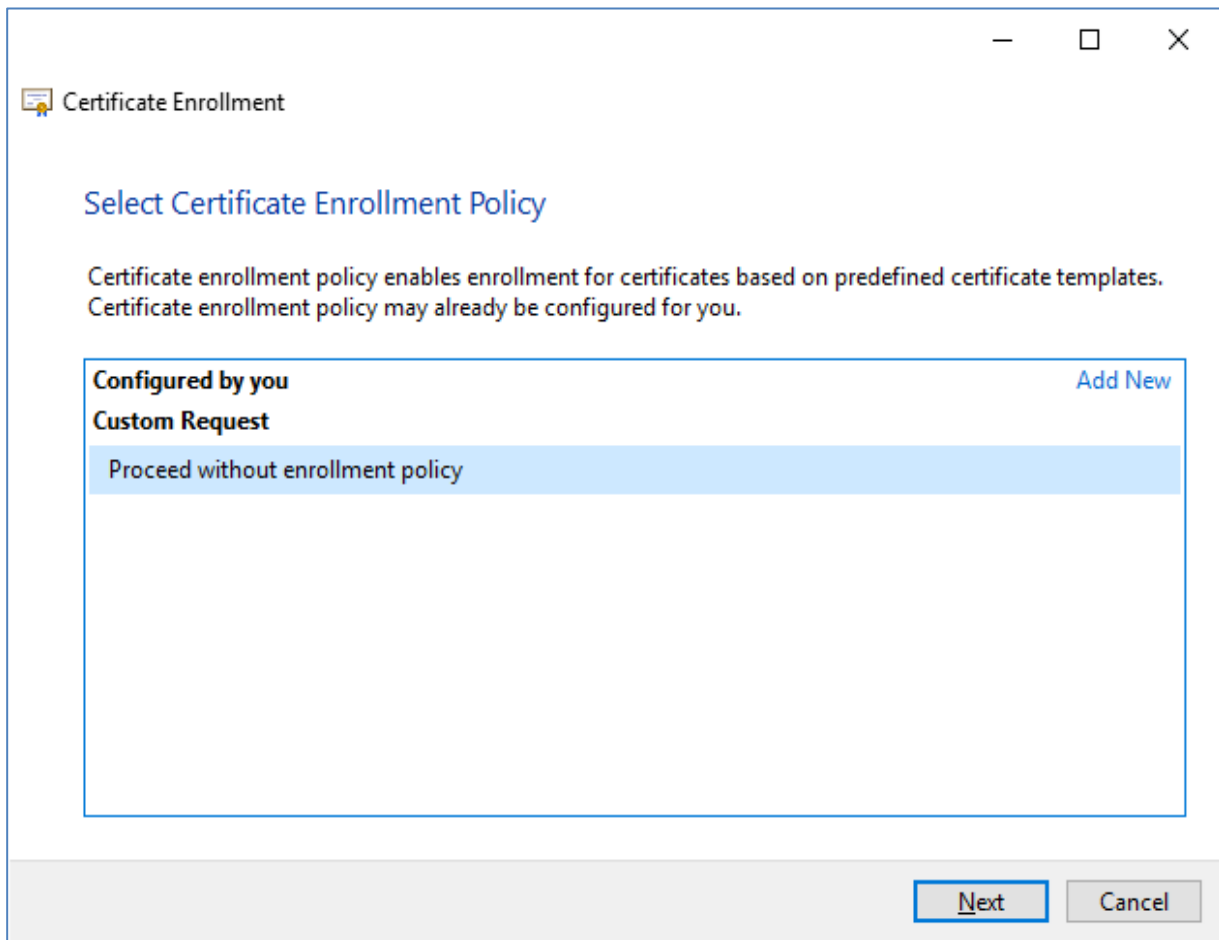 Certificate Enrollment
Select Certificate Enrollment Policy
Certificate enrollment policy enables enrollment for certificates based on predefined certificate templates.
Certificate enrollment policy may already be configured for you.
Configured by you Add New
Custom Request
Proceed without enrollment policy
Next Cancel